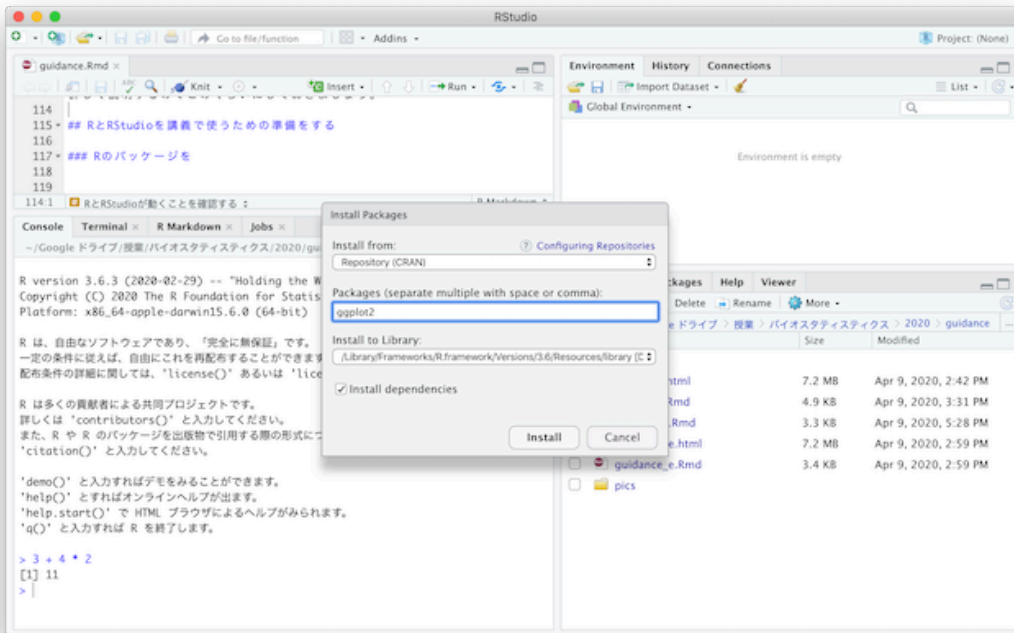 RStudio
Go to file/function
Addins
Project: (None)
guidance.Rmd
Knit
Insert
Run
114
115 ## RとRStudioを講義で使うための準備をする
116
117 ### Rのパッケージを
118
119
114:1 RとRStudioが動くことを確認する
R Markdown
Console Terminal R Markdown Jobs
~/Google ドライブ/授業/バイオスタティスティクス/2020/gu
R version 3.6.3 (2020-02-29) -- "Holding the W
Copyright (C) 2020 The R Foundation for Statis
Platform: x86_64-apple-darwin15.6.0 (64-bit)
R は、自由なソフトウェアであり、「完全に無保証」です。
一定の条件に従えば、自由にこれを再配布することができます
配布条件の詳細に関しては、'license()' あるいは 'lice
R は多くの貢献者による共同プロジェクトです。
詳しくは 'contributors()' と入力してください。
また、R や R のパッケージを出版物で引用する際の形式につ
'citation()' と入力してください。
'demo()' と入力すればデモをみることができます。
'help()' とすればオンラインヘルプが出ます。
'help.start()' で HTML ブラウザによるヘルプがみられます。
'q()' と入力すれば R を終了します。
> 3 + 4 * 2
[1] 11
>
Install Packages
Install from:
? Configuring Repositories
Repository (CRAN)
Packages (separate multiple with space or comma):
ggplot2
Install to Library:
/Library/Frameworks/R.framework/Versions/3.6/Resources/library [D
Install dependencies
Install
Cancel
Environment History Connections
Import Dataset
List
Global Environment
Environment is empty
ckages Help Viewer
Delete Rename More
e ドライブ 授業 バイオスタティスティクス 2020 guidance
Size Modified
html 7.2 MB Apr 9, 2020, 2:42 PM
Rmd 4.9 KB Apr 9, 2020, 3:31 PM
.Rmd 3.3 KB Apr 9, 2020, 5:28 PM
e.html 7.2 MB Apr 9, 2020, 2:59 PM
guidance_e.Rmd 3.4 KB Apr 9, 2020, 2:59 PM
pics